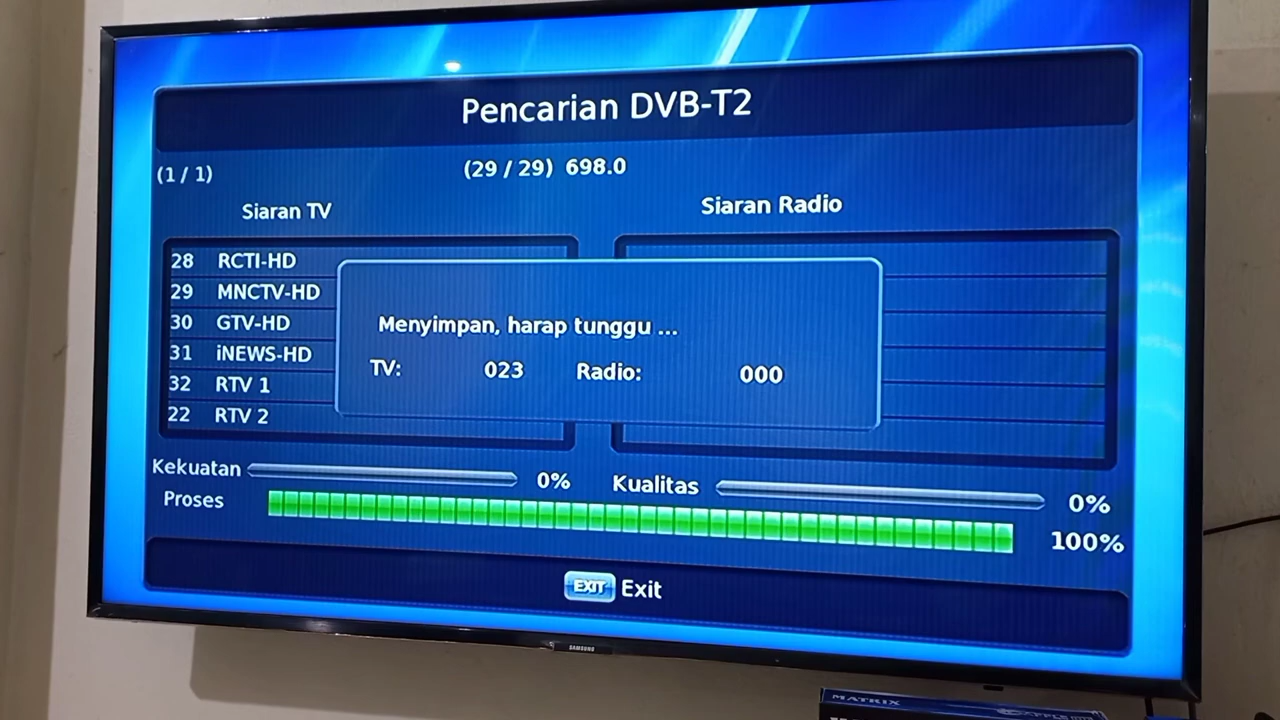 Pencarian DVB-T2
(1 / 1)
(29 / 29) 698.0
Siaran TV
Siaran Radio
28 RCTI-HD
29 MNCTV-HD
30 GTV-HD
31 iNEWS-HD
32 RTV 1
22 RTV 2
Menyimpan, harap tunggu ...
TV: 023 Radio: 000
Kekuatan 0% Kualitas 0%
Proses 100%
EXIT Exit
SAMSUNG
MATRIX
APPLE